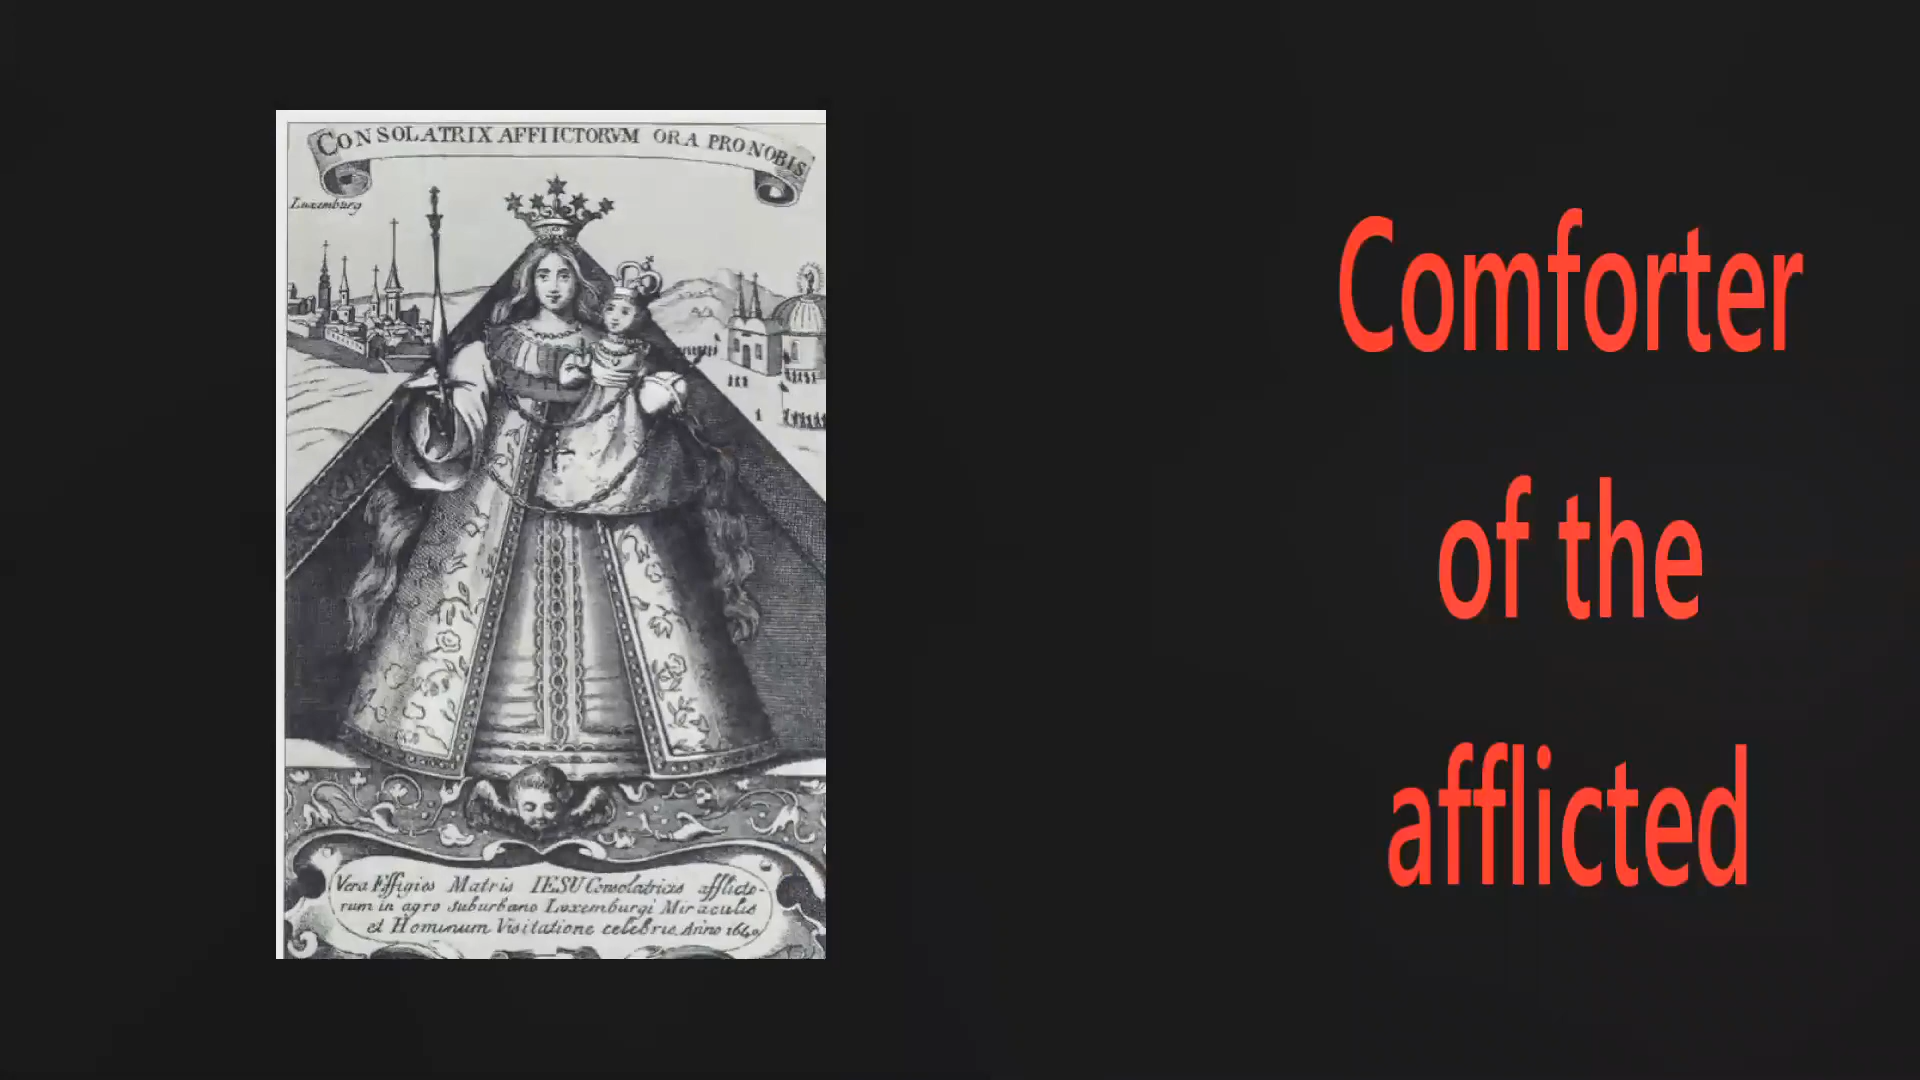 CONSOLATRIX AFFLICTORVM ORA PRO NOBIS
Luxemburg
Vera Effigies Matris IESU Consolatricis afflicto-
rum in agro suburbano Luxemburgi Miraculis
et Hominum Visitatione celebris Anno 1640
Comforter
of the
afflicted